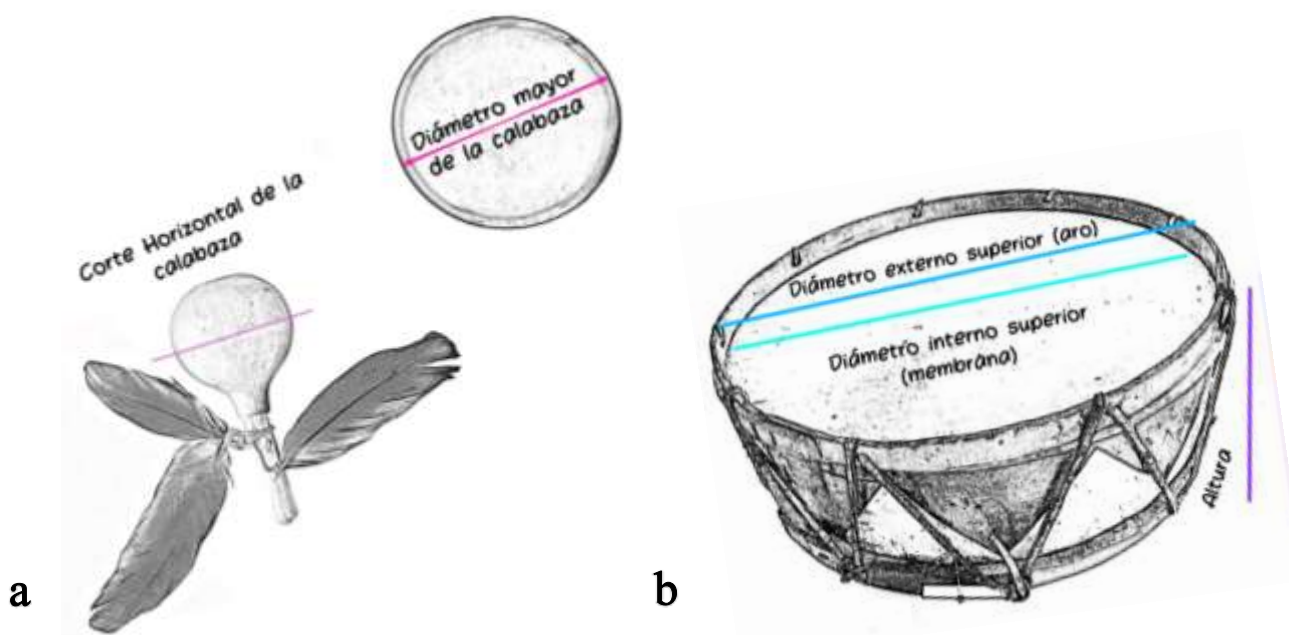 Diámetro mayor
de la calabaza
Corte Horizontal de la
calabaza
a
Diámetro externo superior (aro)
Diámetro interno superior
(membrana)
Altura
b